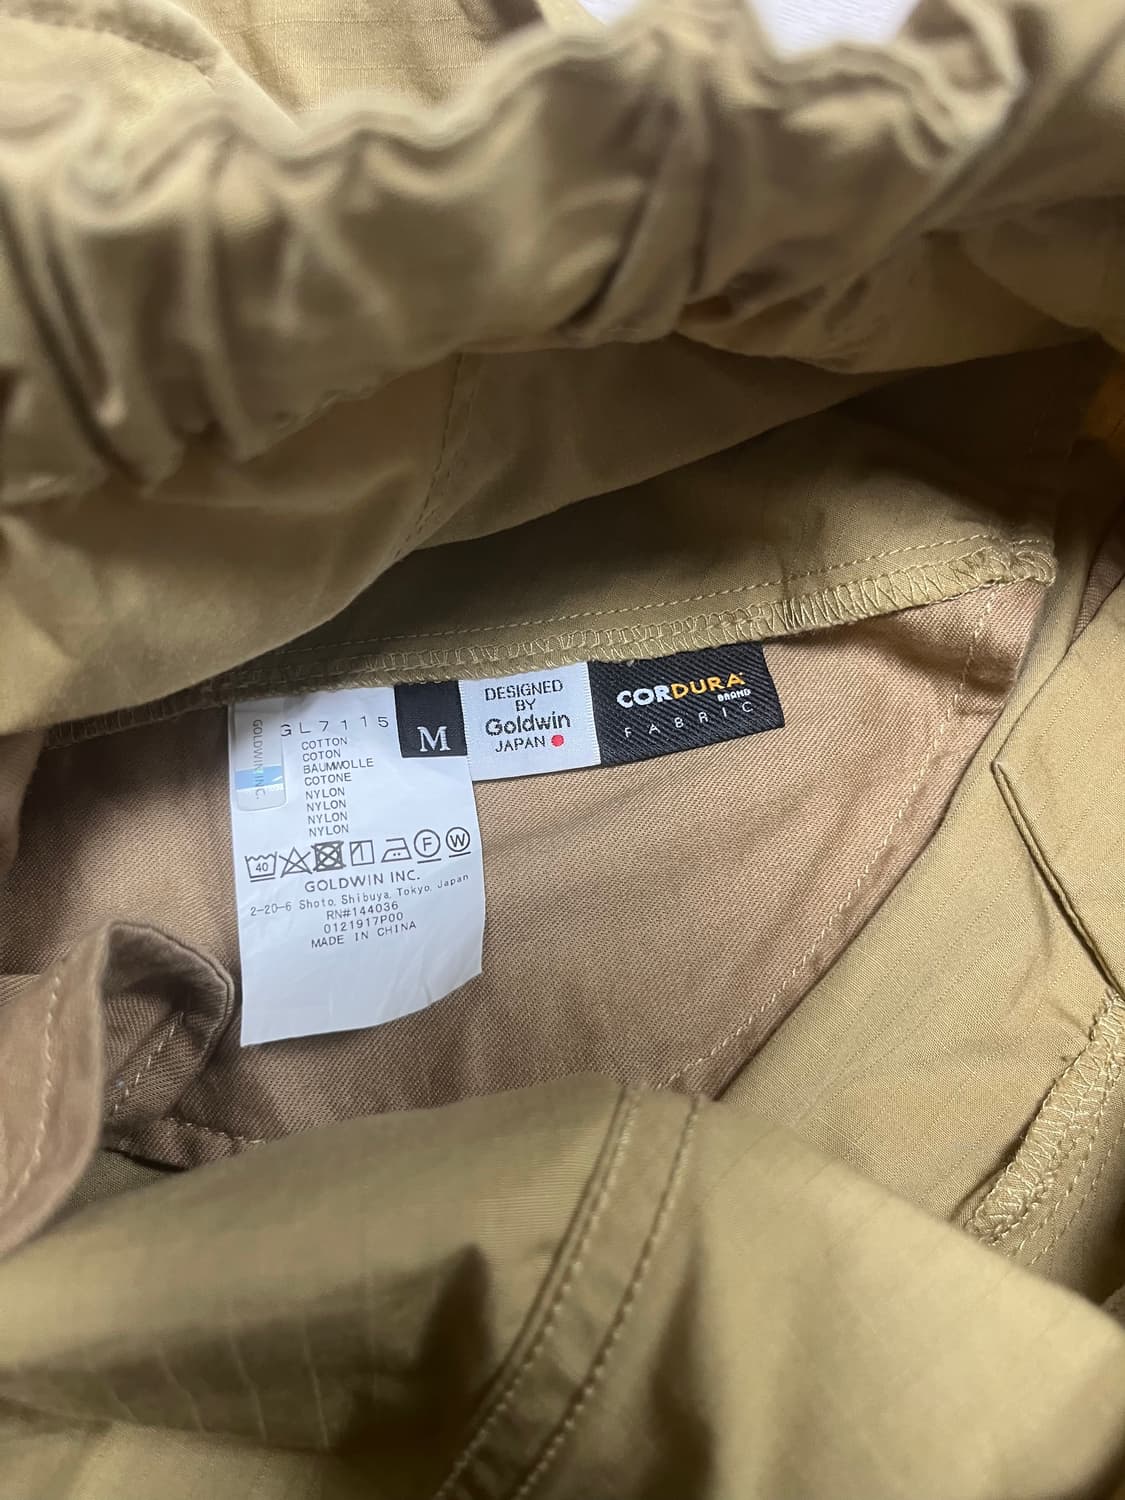 GOLDWIN INC.
GL7115
COTTON
COTON
BAUMWOLLE
COTONE
NYLON
NYLON
NYLON
NYLON
40
F
W
GOLDWIN INC.
2-20-6 Shoto, Shibuya, Tokyo, Japan
RN#144036
0121917P00
MADE IN CHINA
M
DESIGNED
BY
Goldwin
JAPAN
CORDURA
BRAND
FABRIC